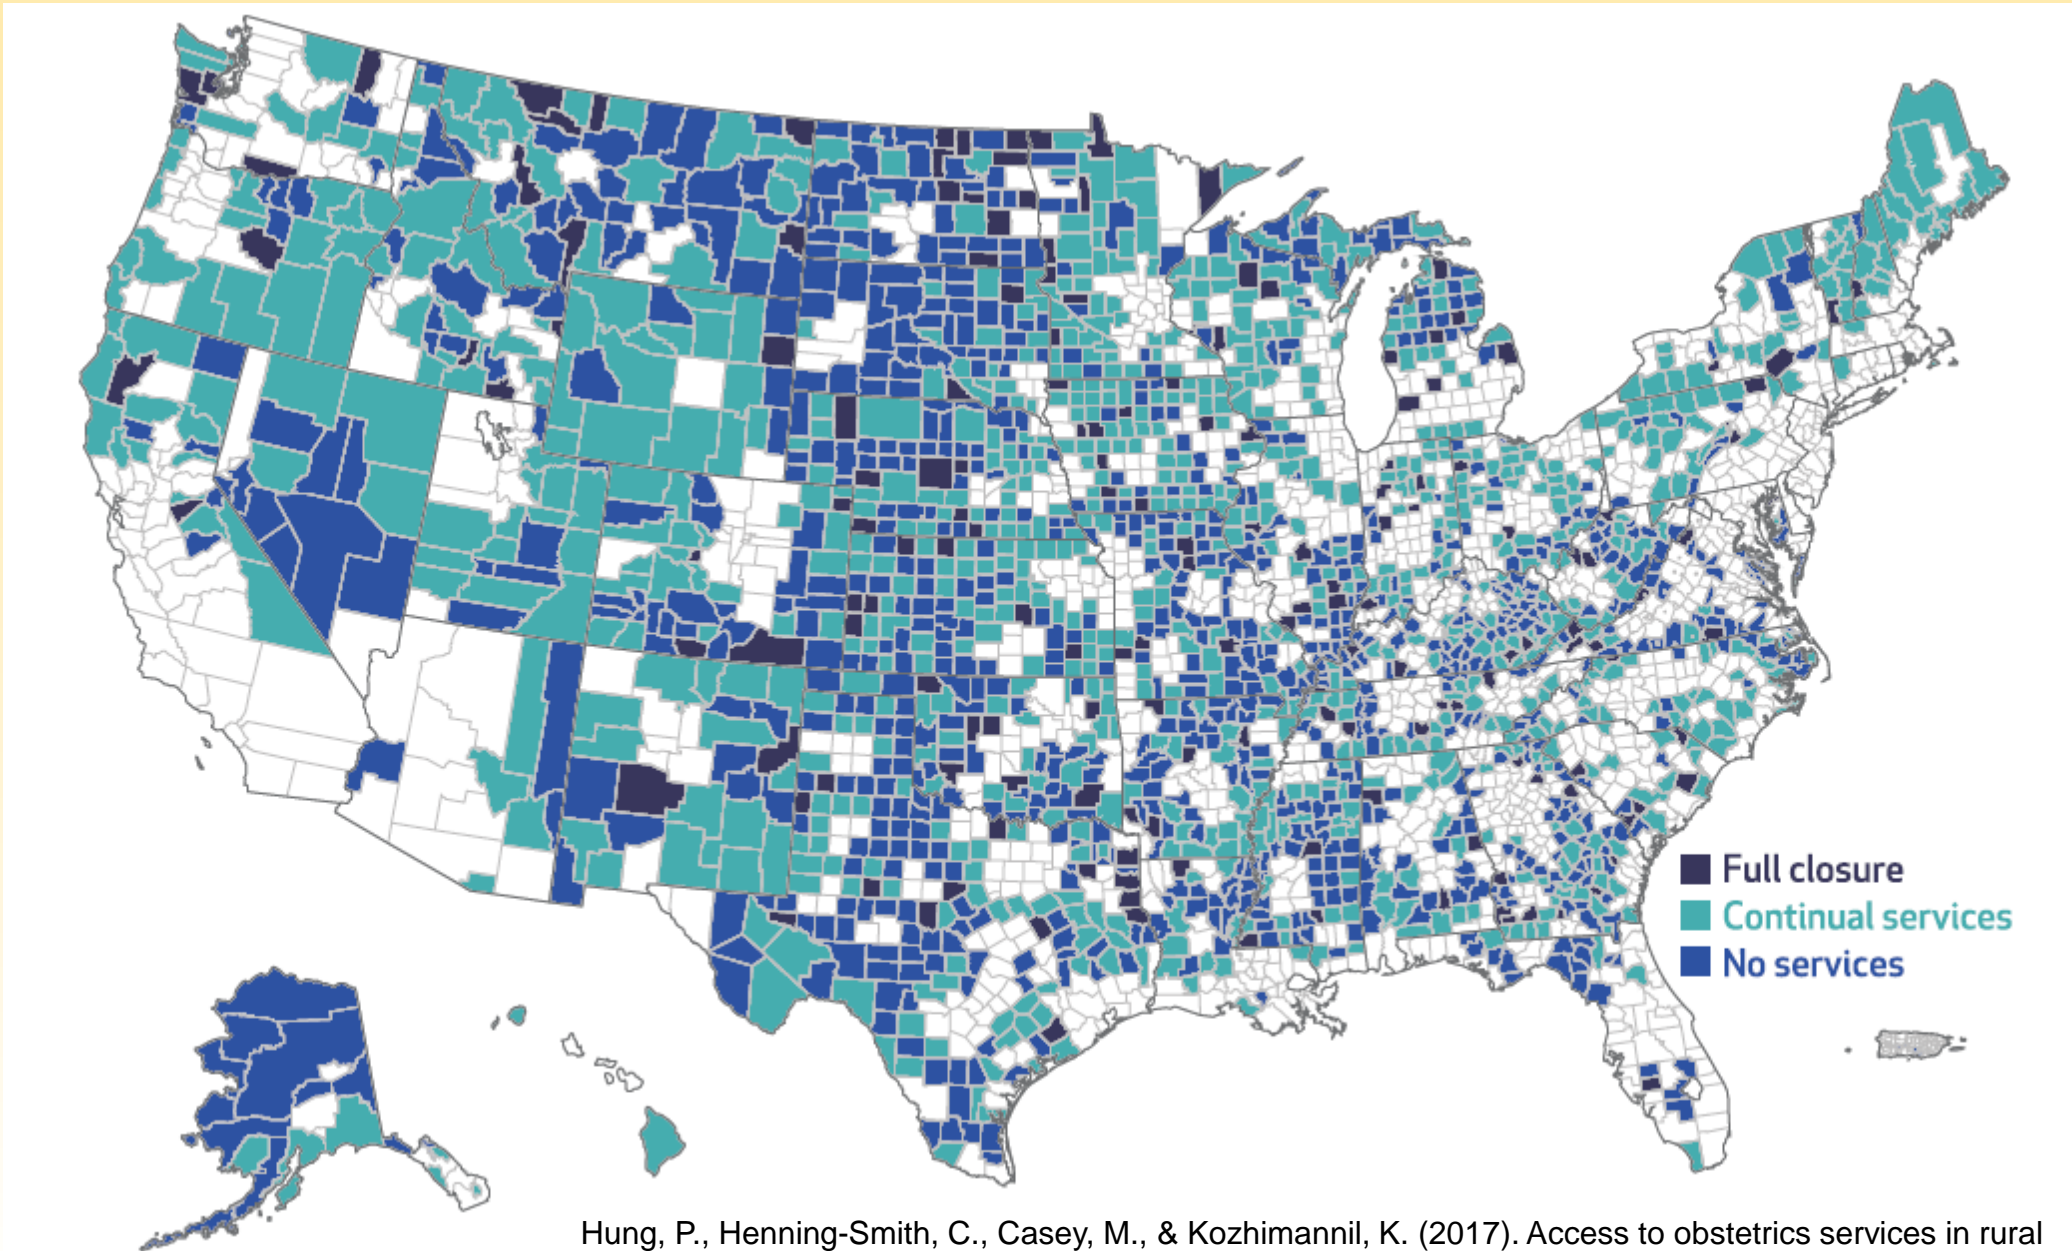 Full closure
Continual services
No services
Hung, P., Henning-Smith, C., Casey, M., & Kozhimannil, K. (2017). Access to obstetrics services in rural